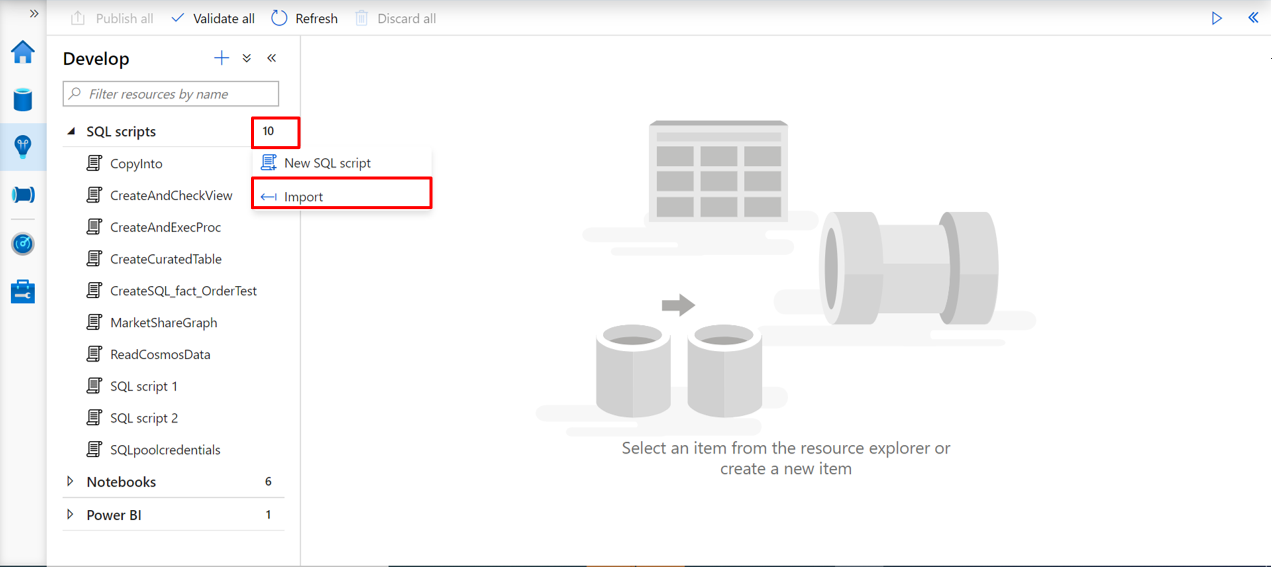 Publish all Validate all Refresh Discard all
Develop
Filter resources by name
SQL scripts 10
New SQL script
Import
CopyInto
CreateAndCheckView
CreateAndExecProc
CreateCuratedTable
CreateSQL_fact_OrderTest
MarketShareGraph
ReadCosmosData
SQL script 1
SQL script 2
SQLpoolcredentials
Notebooks 6
Power BI 1
Select an item from the resource explorer or
create a new item